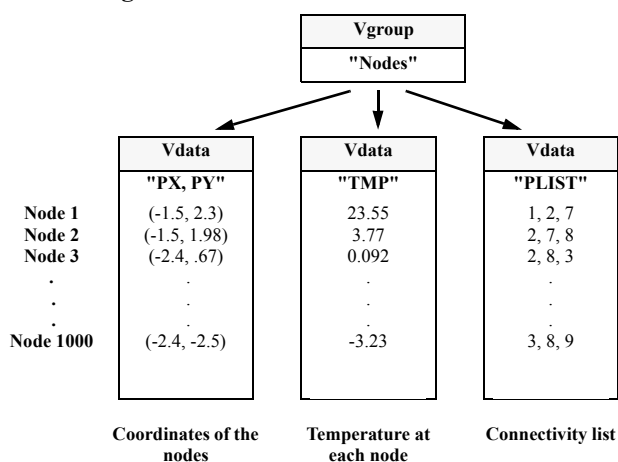 Vgroup
"Nodes"
Vdata Vdata Vdata
"PX, PY" "TMP" "PLIST"
Node 1 (-1.5, 2.3) 23.55 1, 2, 7
Node 2 (-1.5, 1.98) 3.77 2, 7, 8
Node 3 (-2.4, .67) 0.092 2, 8, 3
. . . .
. . . .
. . . .
Node 1000 (-2.4, -2.5) -3.23 3, 8, 9
Coordinates of the Temperature at Connectivity list
nodes each node